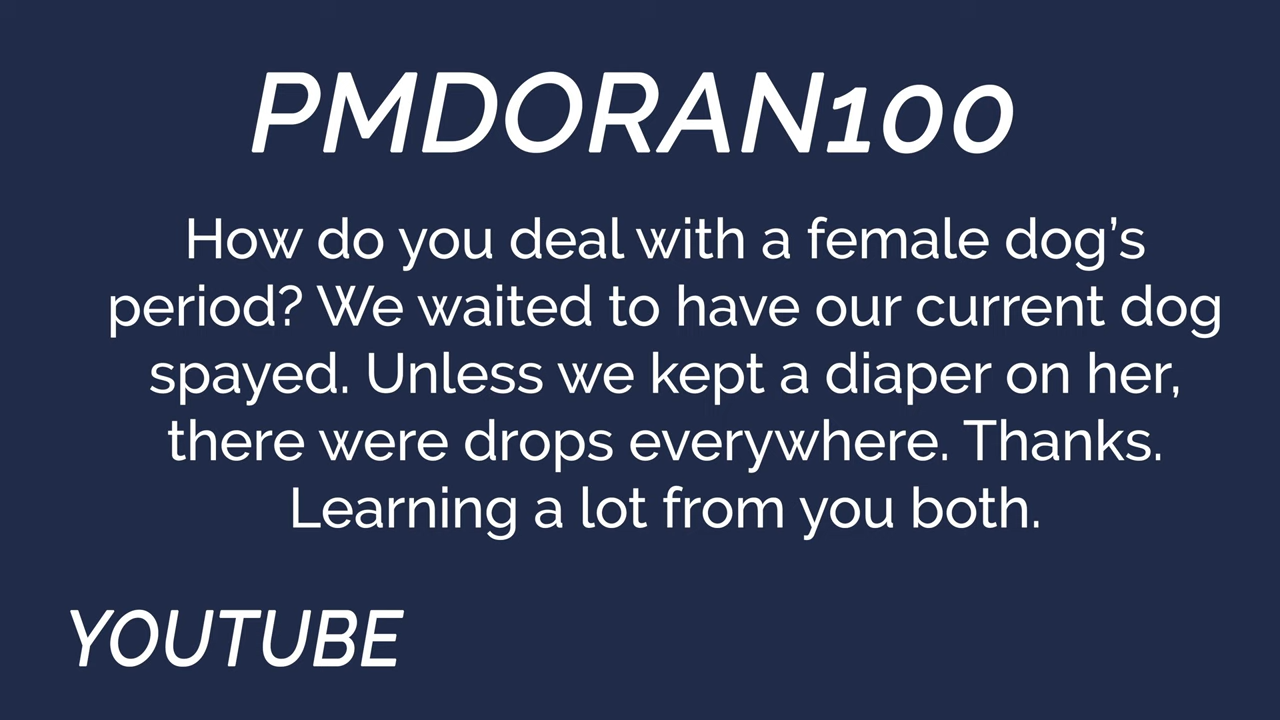 PMDORAN100
How do you deal with a female dog’s
period? We waited to have our current dog
spayed. Unless we kept a diaper on her,
there were drops everywhere. Thanks.
Learning a lot from you both.
YOUTUBE